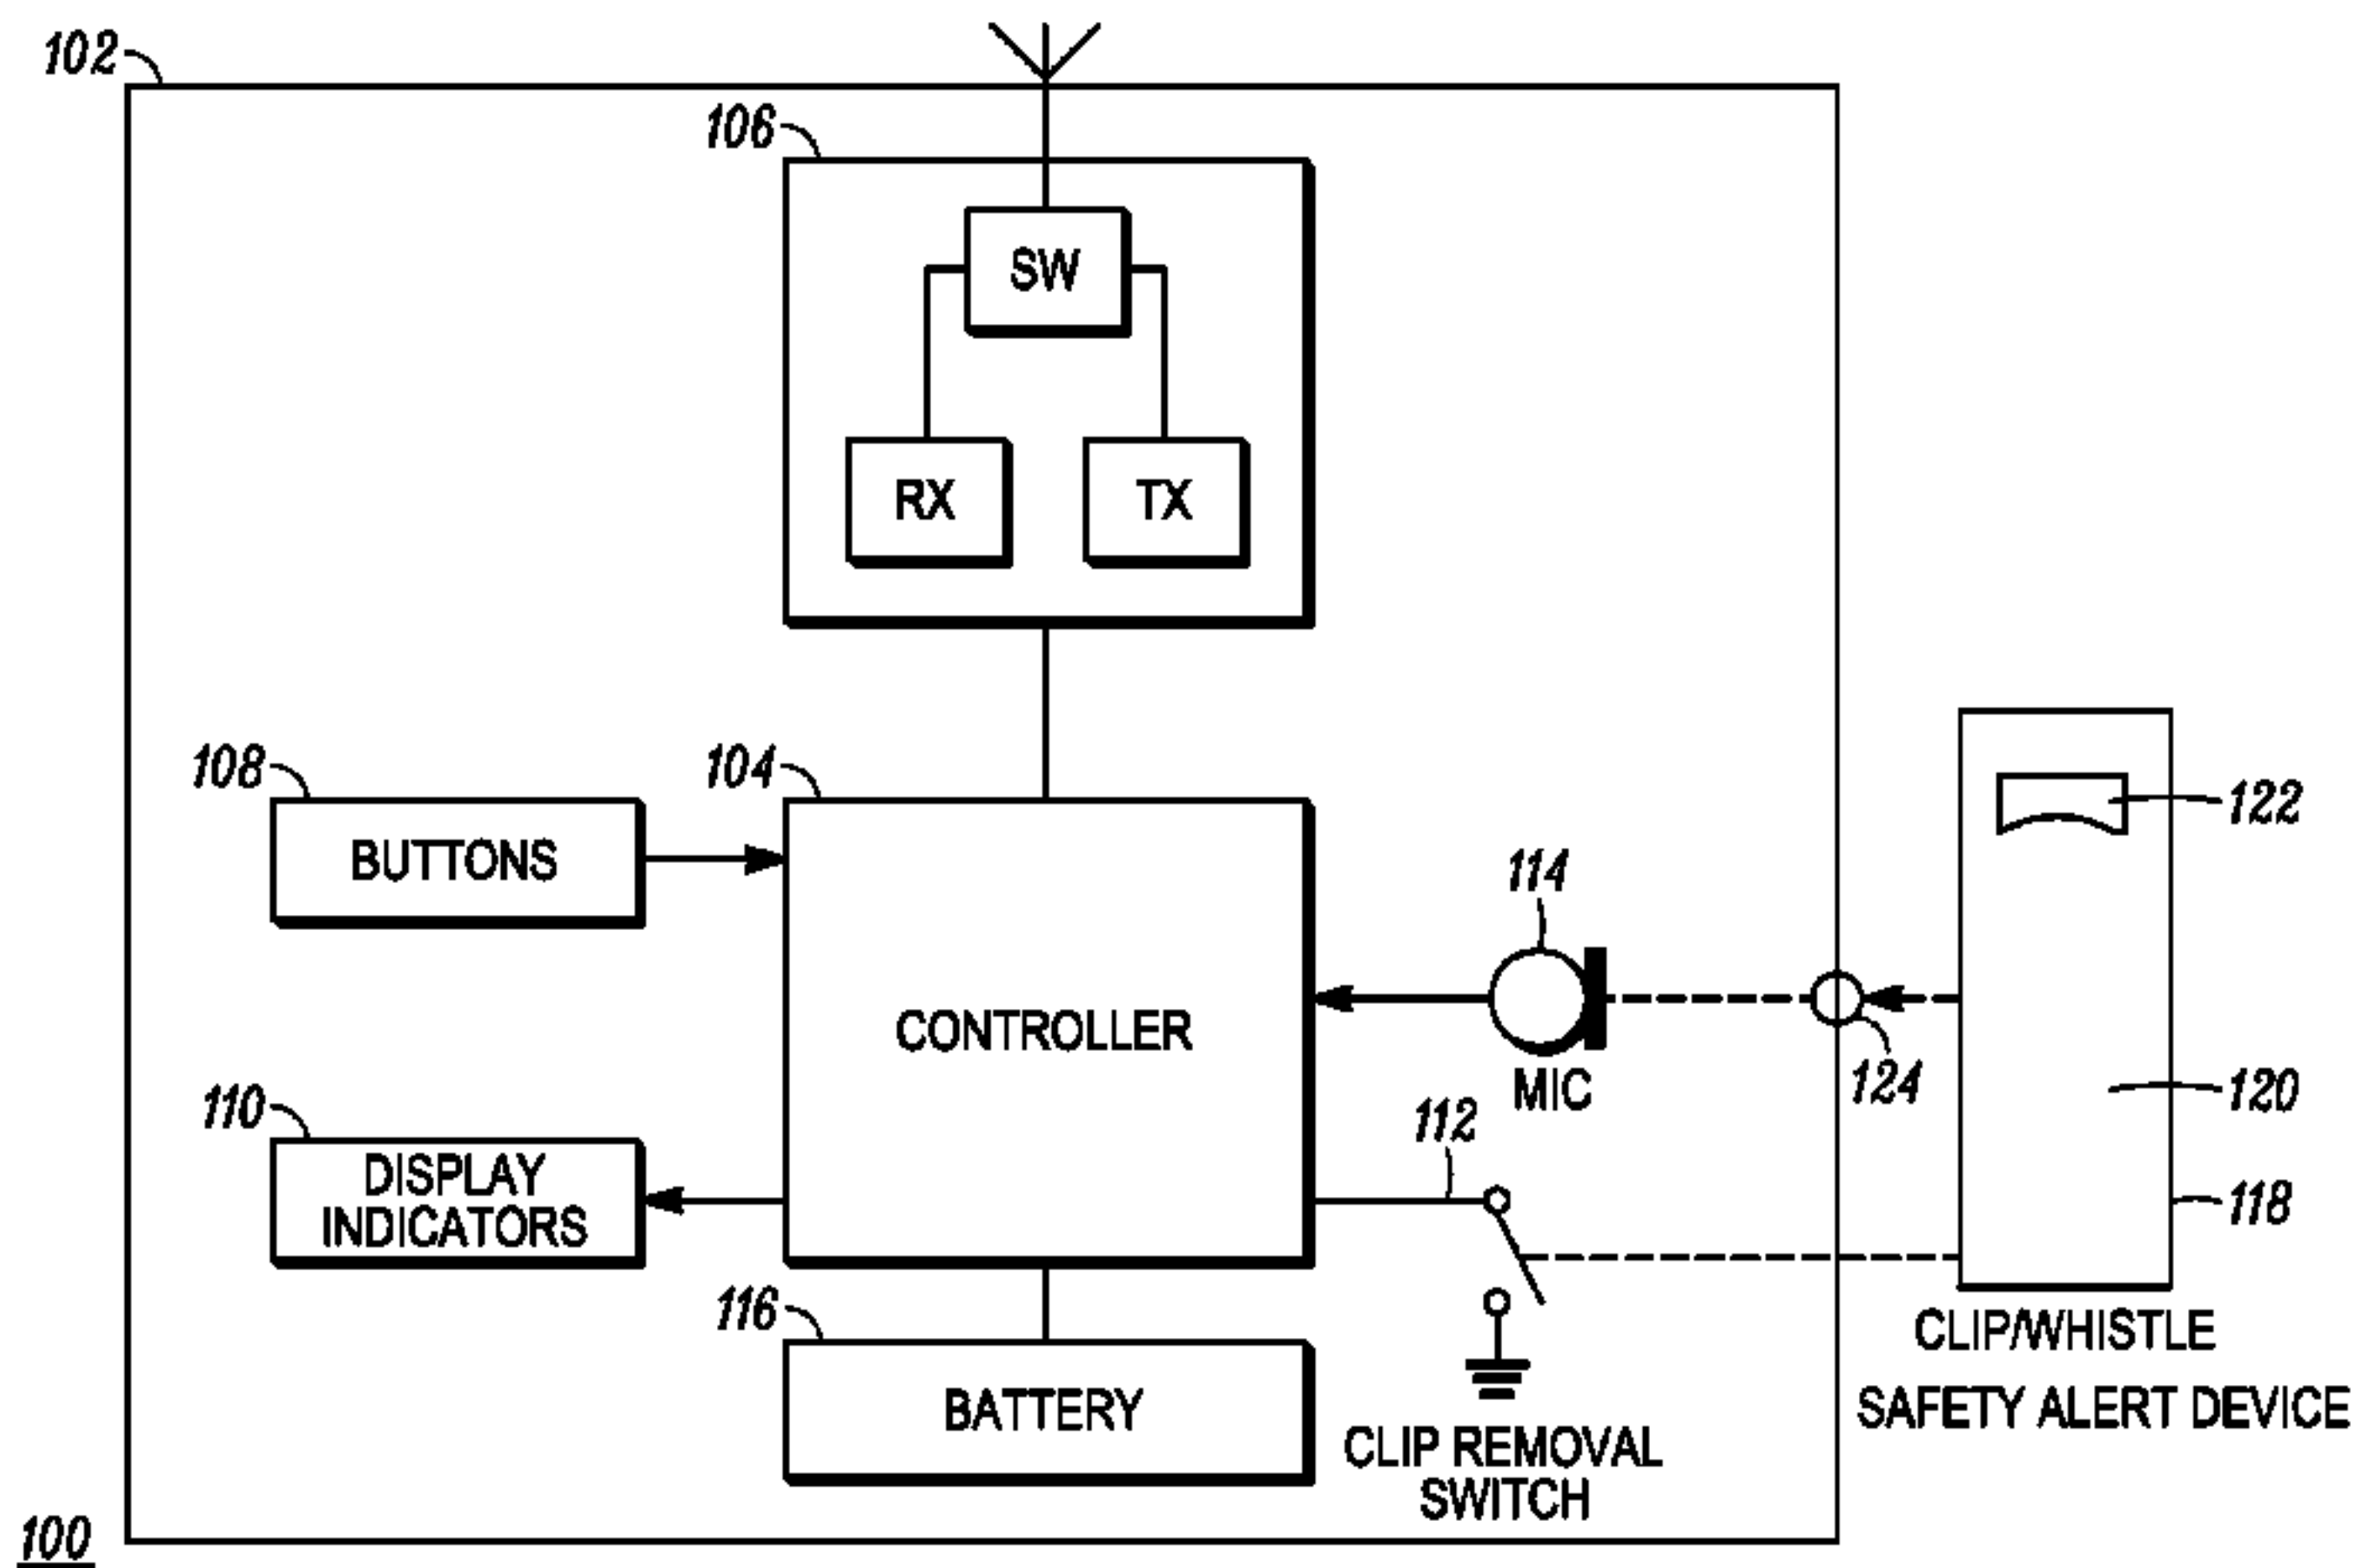 102
106
SW
RX
TX
108
104
BUTTONS
122
114
CONTROLLER
MIC
124
120
110
112
DISPLAY
INDICATORS
118
116
BATTERY
CLIP REMOVAL
SWITCH
CLIP/WHISTLE
SAFETY ALERT DEVICE
100